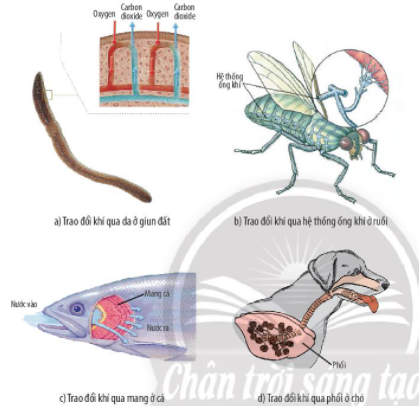 Oxygen Carbon dioxide Oxygen Carbon dioxide
Hệ thống ống khí
a) Trao đổi khí qua da ở giun đất
b) Trao đổi khí qua hệ thống ống khí ở ruồi
Nước vào
Mang cá
Nước ra
Phổi
Chân trời sáng tạo
c) Trao đổi khí qua mang ở cá
d) Trao đổi khí qua phổi ở chó